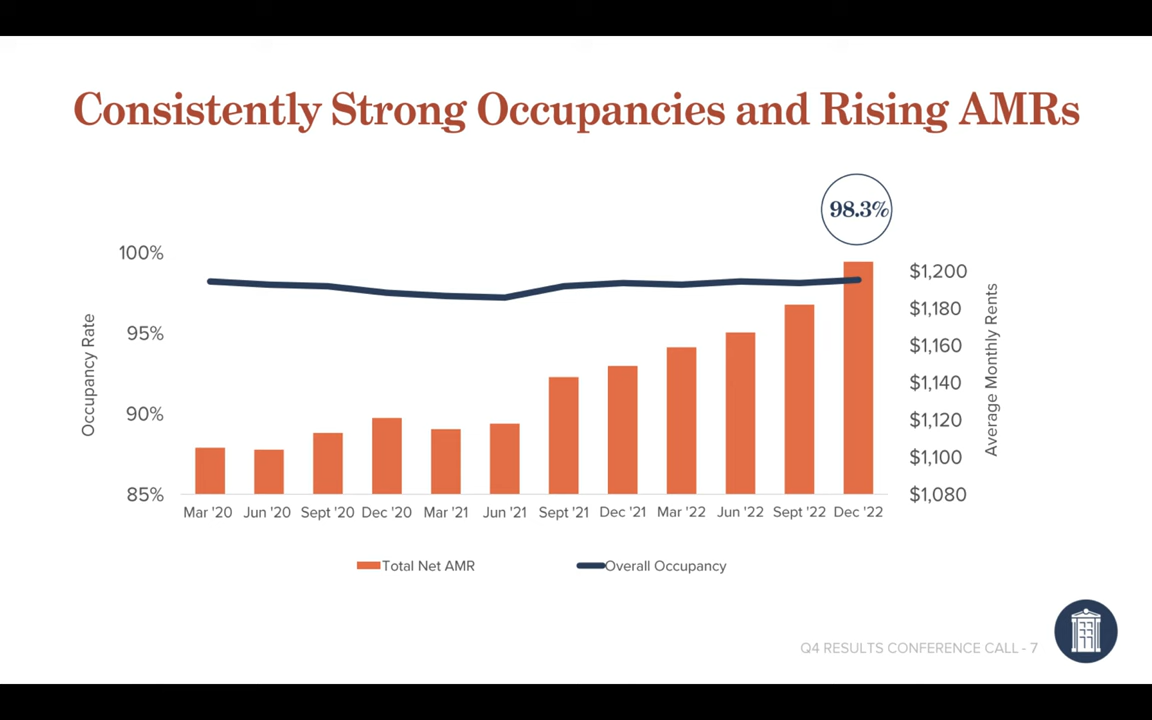 Consistently Strong Occupancies and Rising AMRs
98.3%
100%
95%
90%
85%
Occupancy Rate
$1,200
$1,180
$1,160
$1,140
$1,120
$1,100
$1,080
Average Monthly Rents
Mar '20 Jun '20 Sept '20 Dec '20 Mar '21 Jun '21 Sept '21 Dec '21 Mar '22 Jun '22 Sept '22 Dec '22
Total Net AMR
Overall Occupancy
Q4 RESULTS CONFERENCE CALL - 7